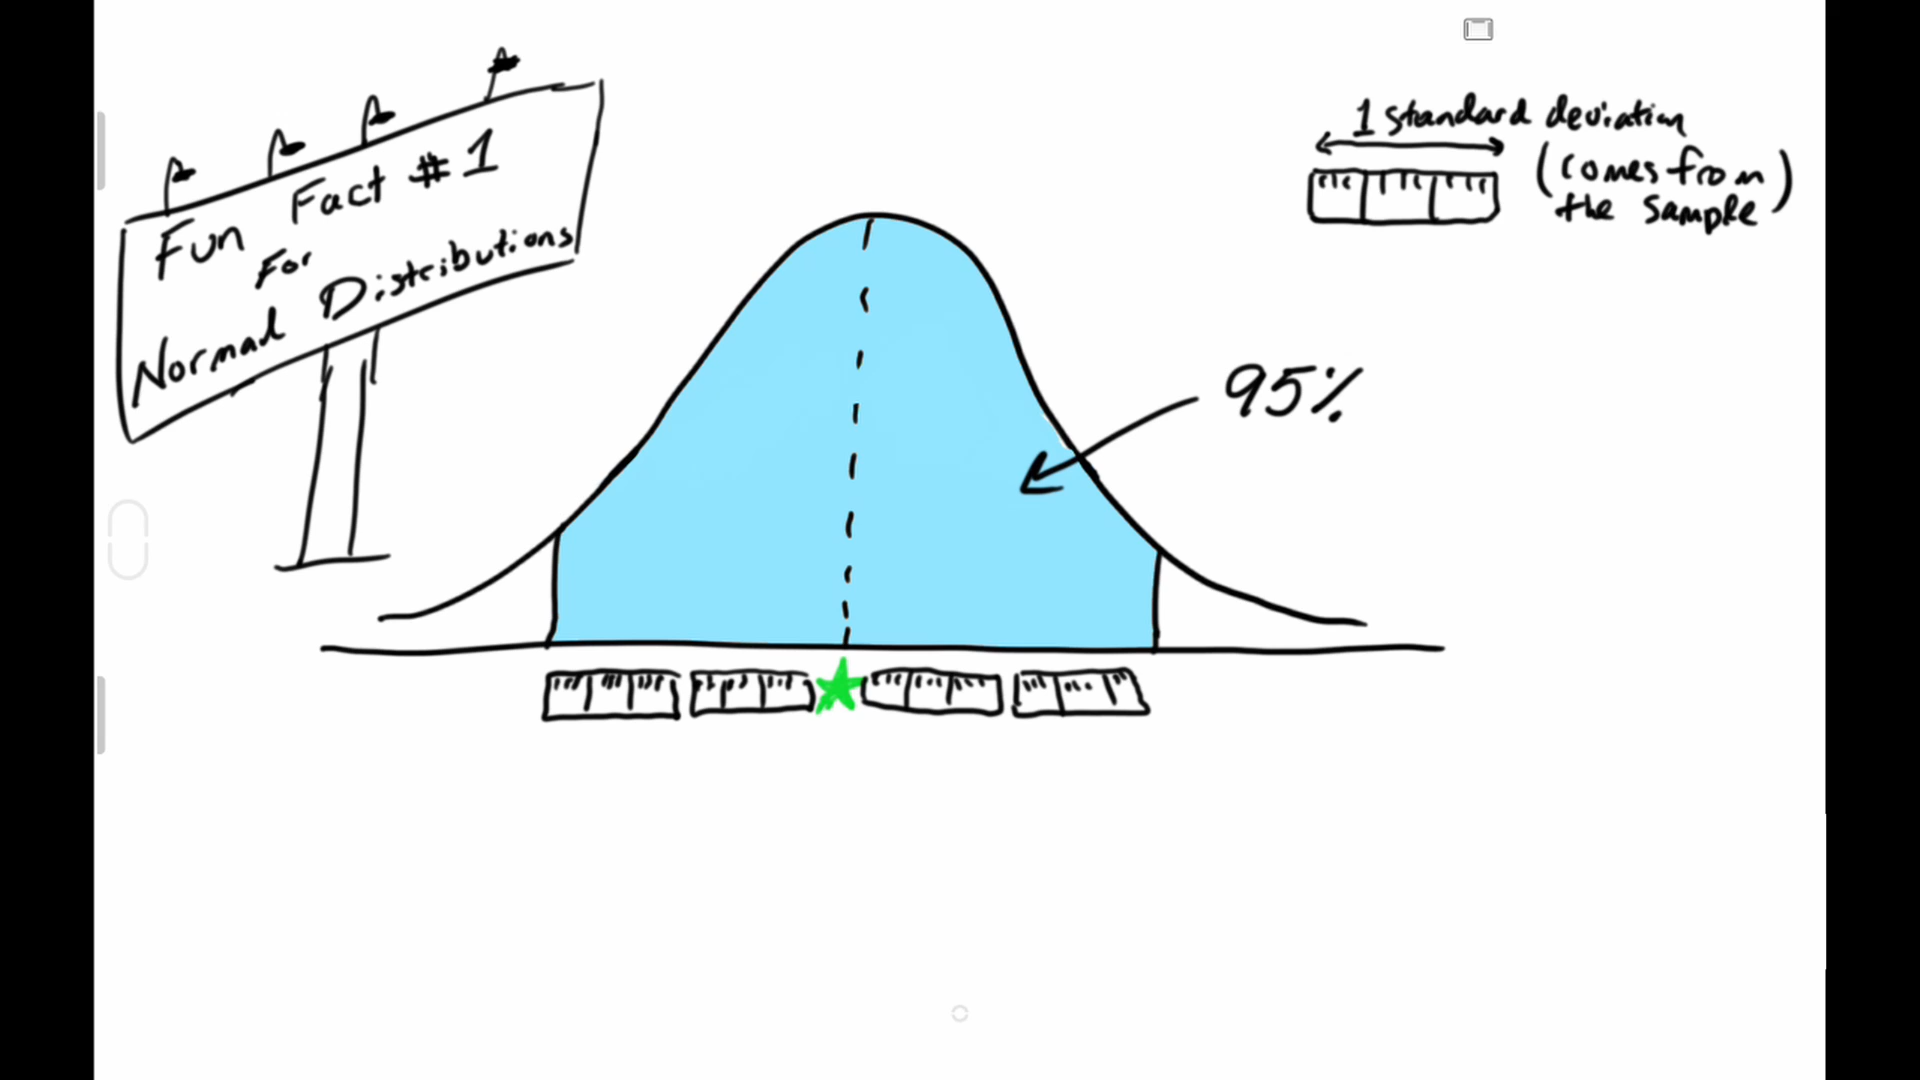 Fun Fact #1
For
Normal Distributions
1 standard deviation
(comes from
the sample)
95%